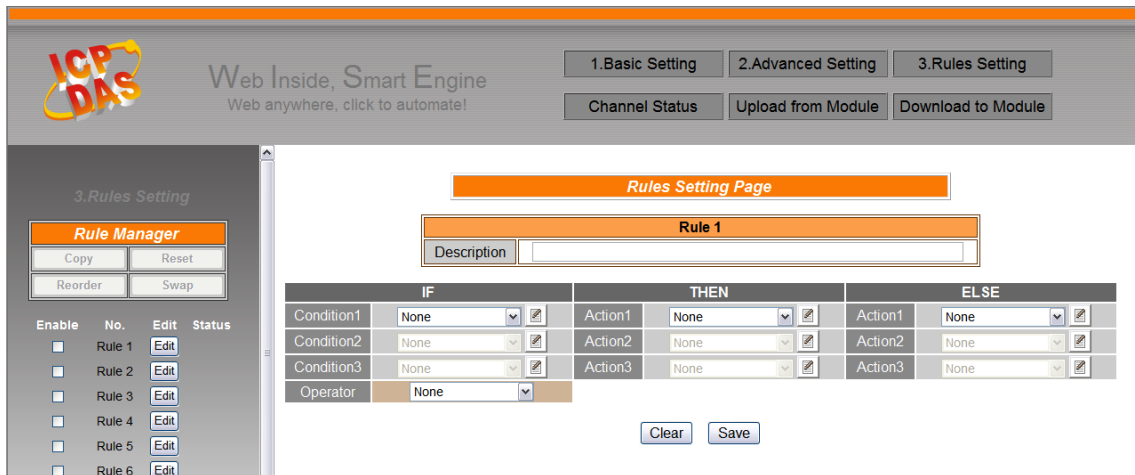 ICP DAS
Web Inside, Smart Engine
Web anywhere, click to automate!
1.Basic Setting 2.Advanced Setting 3.Rules Setting
Channel Status Upload from Module Download to Module
3.Rules Setting
Rule Manager
Copy Reset
Reorder Swap
Enable No. Edit Status
Rule 1 Edit
Rule 2 Edit
Rule 3 Edit
Rule 4 Edit
Rule 5 Edit
Rule 6 Edit
Rules Setting Page
Rule 1
Description
IF THEN ELSE
Condition1 None Action1 None Action1 None
Condition2 None Action2 None Action2 None
Condition3 None Action3 None Action3 None
Operator None
Clear Save